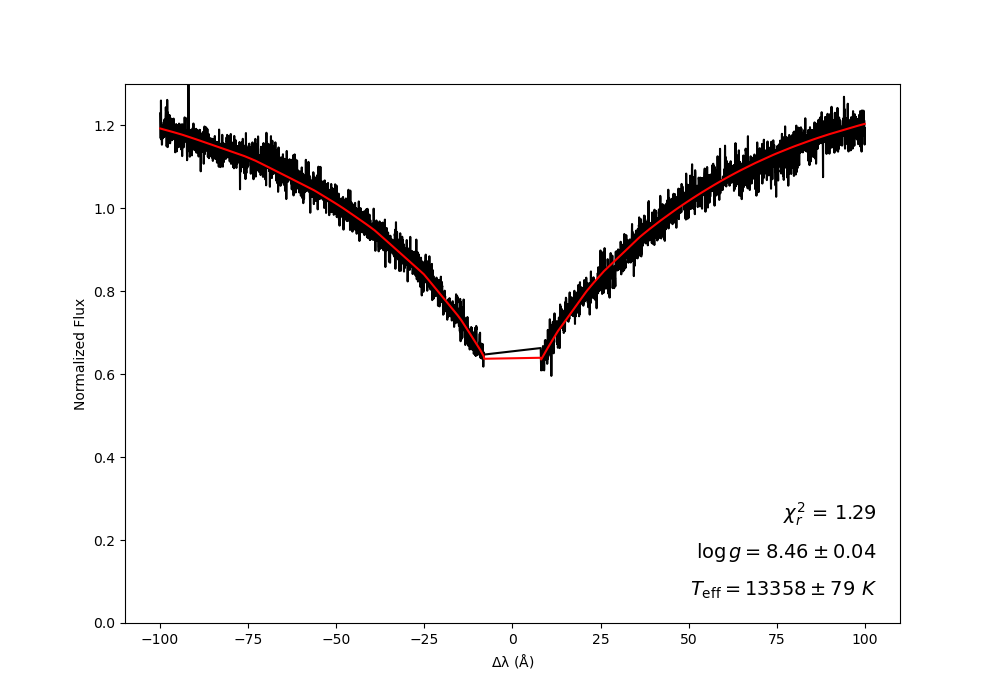 1.2
1.0
0.8
0.6
0.4
0.2
0.0
Normalized Flux
χ²ᵣ = 1.29
log g = 8.46 ± 0.04
T_eff = 13358 ± 79 K
−100 −75 −50 −25 0 25 50 75 100
Δλ (Å)